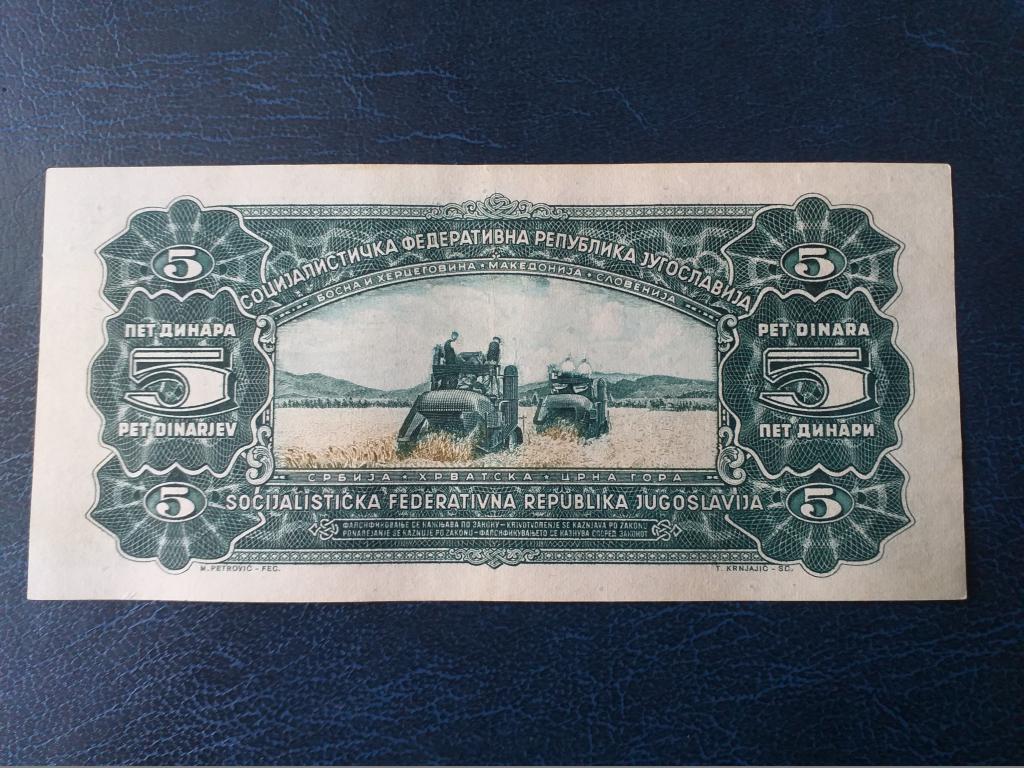 СОЦИЈАЛИСТИЧКА ФЕДЕРАТИВНА РЕПУБЛИКА ЈУГОСЛАВИЈА
БОСНА И ХЕРЦЕГОВИНА • МАКЕДОНИЈА • СЛОВЕНИЈА
5
5
ПЕТ ДИНАРА
5
PET DINARJEV
PET DINARA
5
ПЕТ ДИНАРИ
СРБИЈА • ХРВАТСКА • ЦРНА ГОРА
5
5
SOCIJALISTIČKA FEDERATIVNA REPUBLIKA JUGOSLAVIJA
ФАЛСИФИКОВАЊЕ СЕ КАЖЊАВА ПО ЗАКОНУ – KRIVOTVORENJE SE KAŽNJAVA PO ZAKONU
PONAREJANJE SE KAZNUJE PO ZAKONU – ФАЛСИФИКУВАЊЕТО СЕ КАЗНУВА СПОРЕД ЗАКОНОТ
M. PETROVIĆ – FEC.
T. KRNJAJIĆ – SC.